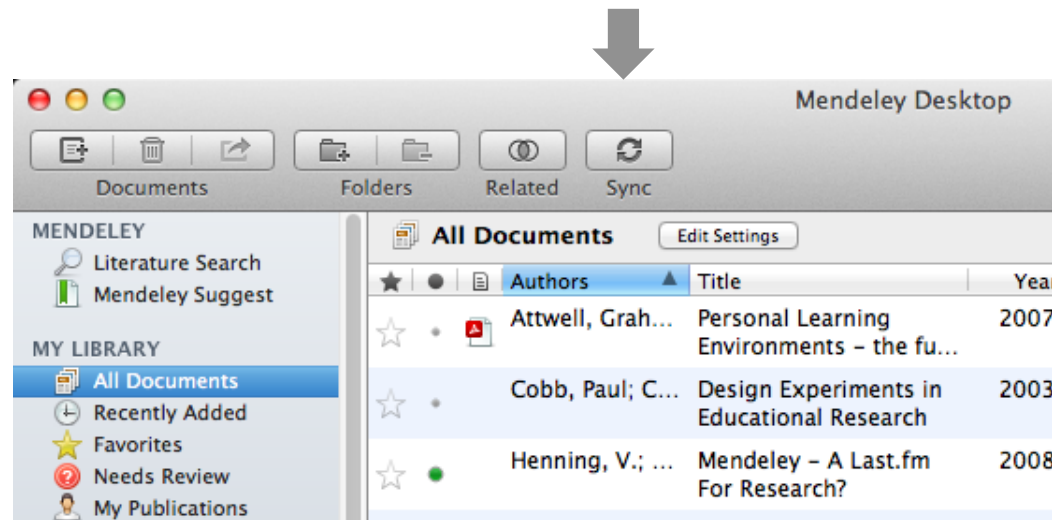 Mendeley Desktop
Documents
Folders
Related
Sync
MENDELEY
Literature Search
Mendeley Suggest
MY LIBRARY
All Documents
Recently Added
Favorites
Needs Review
My Publications
All Documents Edit Settings
Authors Title
Attwell, Grah... Personal Learning 2007
Environments – the fu...
Cobb, Paul; C... Design Experiments in 2003
Educational Research
Henning, V.; ... Mendeley – A Last.fm 2008
For Research?